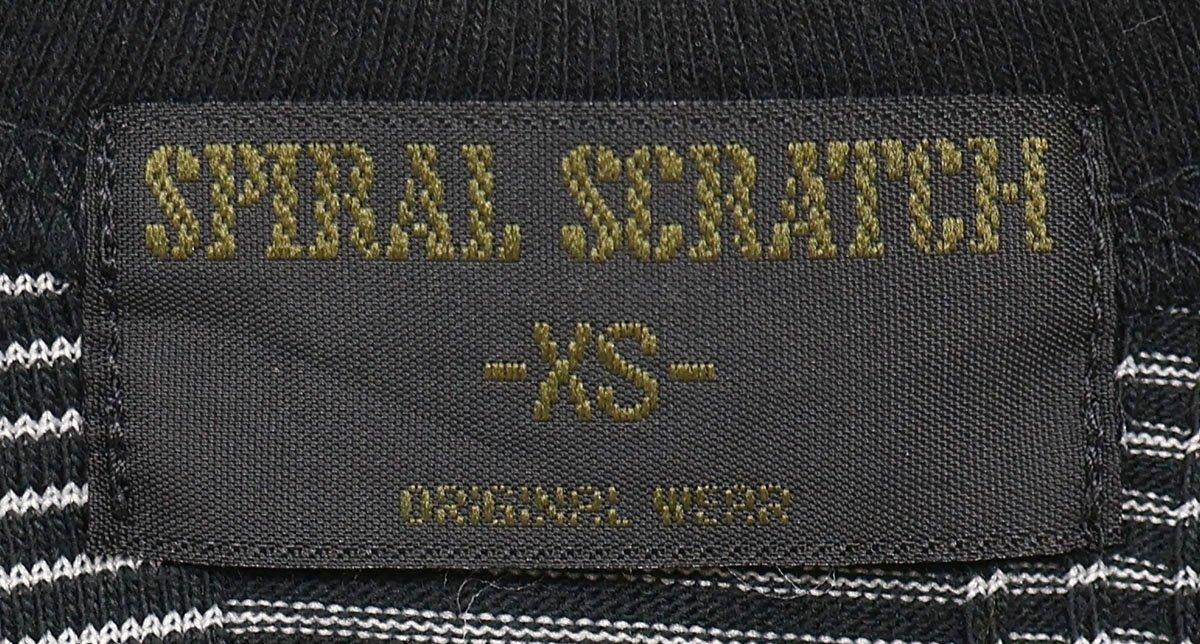 SPIRAL SCRATCH
-XS-
ORIGINAL WEAR